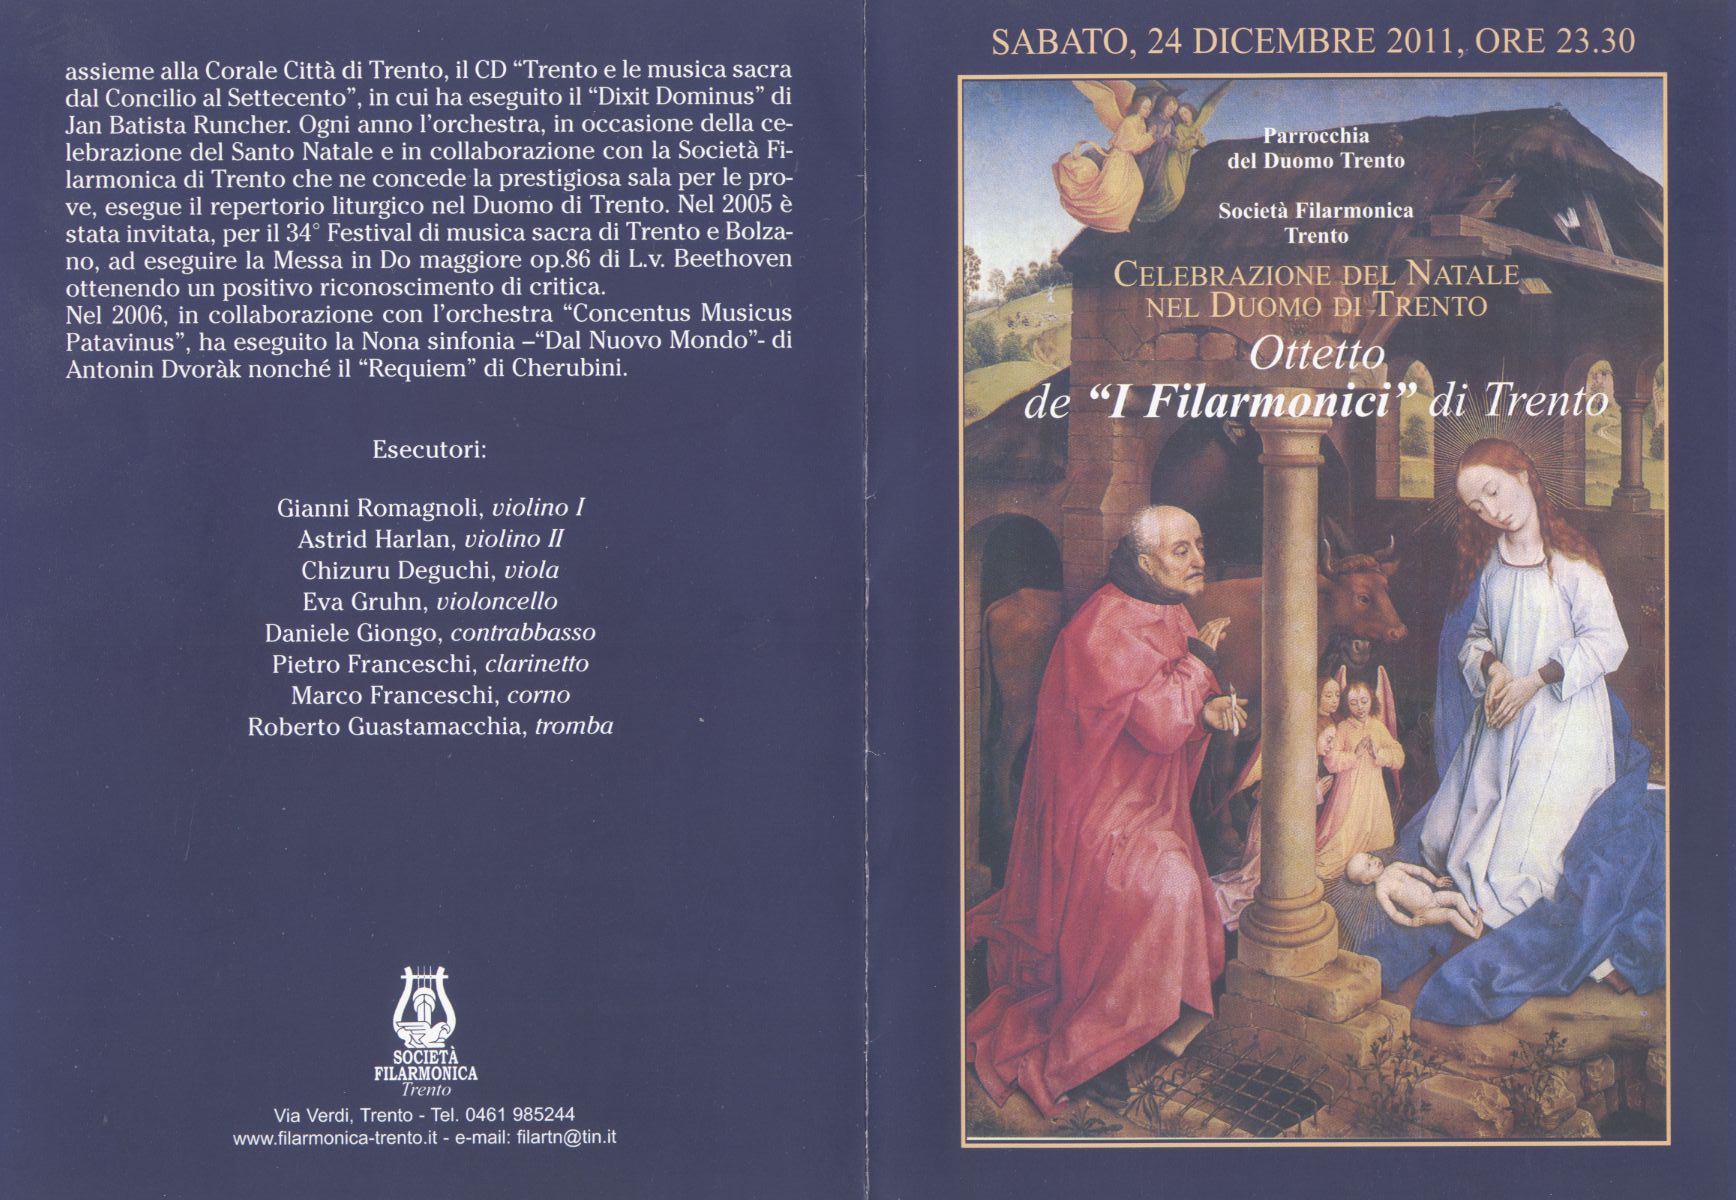 assieme alla Corale Città di Trento, il CD “Trento e le musica sacra
dal Concilio al Settecento”, in cui ha eseguito il “Dixit Dominus” di
Jan Batista Runcher. Ogni anno l’orchestra, in occasione della ce-
lebrazione del Santo Natale e in collaborazione con la Società Fi-
larmonica di Trento che ne concede la prestigiosa sala per le pro-
ve, esegue il repertorio liturgico nel Duomo di Trento. Nel 2005 è
stata invitata, per il 34° Festival di musica sacra di Trento e Bolza-
no, ad eseguire la Messa in Do maggiore op.86 di L.v. Beethoven
ottenendo un positivo riconoscimento di critica.
Nel 2006, in collaborazione con l’orchestra “Concentus Musicus
Patavinus”, ha eseguito la Nona sinfonia –“Dal Nuovo Mondo”- di
Antonin Dvoràk nonché il “Requiem” di Cherubini.
Esecutori:
Gianni Romagnoli, violino I
Astrid Harlan, violino II
Chizuru Deguchi, viola
Eva Gruhn, violoncello
Daniele Giongo, contrabbasso
Pietro Franceschi, clarinetto
Marco Franceschi, corno
Roberto Guastamacchia, tromba
SOCIETÀ
FILARMONICA
Trento
Via Verdi, Trento - Tel. 0461 985244
www.filarmonica-trento.it - e-mail: filartn@tin.it
SABATO, 24 DICEMBRE 2011, ORE 23.30
Parrocchia
del Duomo Trento
Società Filarmonica
Trento
CELEBRAZIONE DEL NATALE
NEL DUOMO DI TRENTO
Ottetto
de “I Filarmonici” di Trento